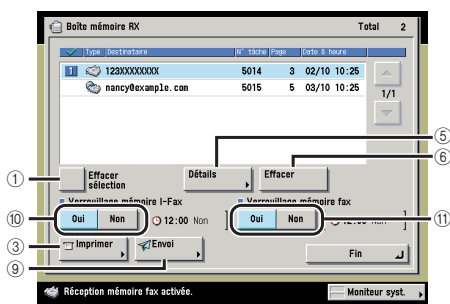 Boîte mémoire RX Total 2
Type Destinataire N° tâche Page Date & heure
1 123XXXXXXXX 5014 3 02/10 10:25
nancy@example.com 5015 5 03/10 10:25
1/1
⑤
① Effacer sélection Détails Effacer ⑥
Verrouillage mémoire I-Fax Verrouillage mémoire fax
⑩ Oui Non 12:00 Non ] Oui Non 12:00 Non ] ⑪
③ Imprimer Envoi Fin
⑨
Réception mémoire fax activée. Moniteur syst.